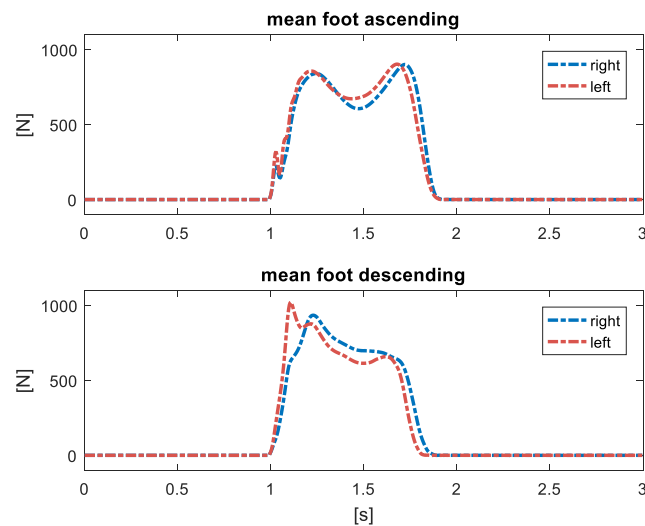 mean foot ascending
1000
500
0
[N]
right
left
0 0.5 1 1.5 2 2.5 3
mean foot descending
1000
500
0
[N]
right
left
0 0.5 1 1.5 2 2.5 3
[s]